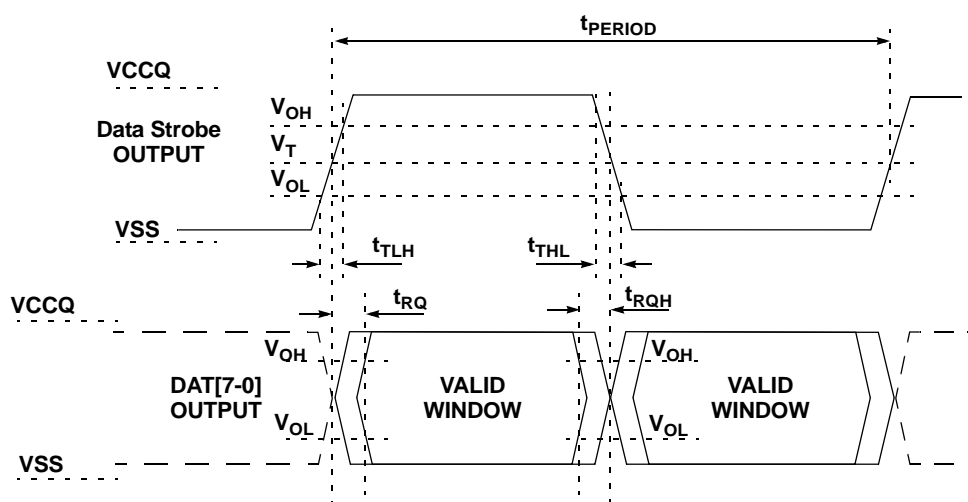 tPERIOD
VCCQ
VOH
Data Strobe
OUTPUT
VT
VOL
VSS
tTLH
tTHL
VCCQ
tRQ
tRQH
VOH
VOH
DAT[7-0]
OUTPUT
VALID
WINDOW
VALID
WINDOW
VOL
VOL
VSS